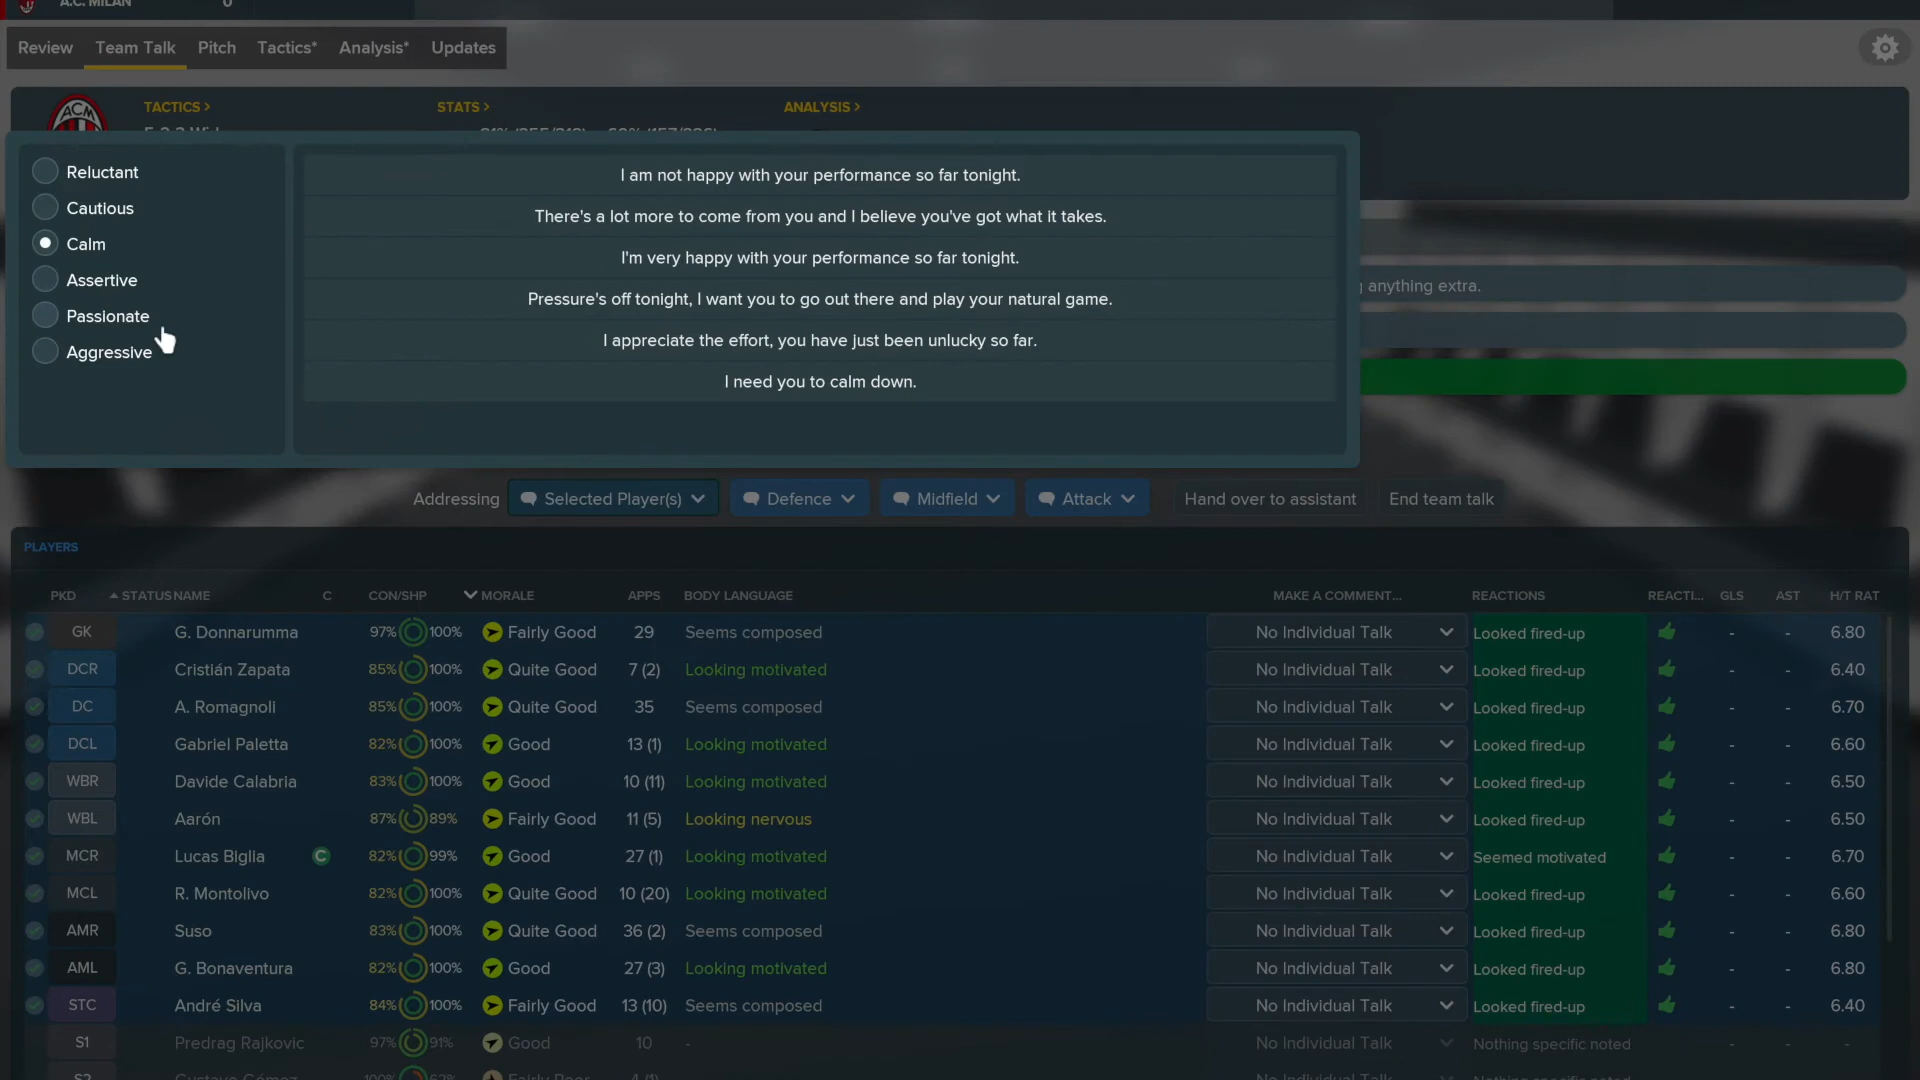 A.C. MILAN 0
Review Team Talk Pitch Tactics* Analysis* Updates
ACM
TACTICS > STATS > ANALYSIS >
Reluctant
Cautious
Calm
Assertive
Passionate
Aggressive
I am not happy with your performance so far tonight.
There's a lot more to come from you and I believe you've got what it takes.
I'm very happy with your performance so far tonight.
Pressure's off tonight, I want you to go out there and play your natural game.
I appreciate the effort, you have just been unlucky so far.
I need you to calm down.
anything extra.
Addressing Selected Player(s) Defence Midfield Attack Hand over to assistant End team talk
PLAYERS
PKD STATUS NAME C CON/SHP MORALE APPS BODY LANGUAGE MAKE A COMMENT... REACTIONS REACTI... GLS AST H/T RAT
GK G. Donnarumma 97% 100% Fairly Good 29 Seems composed No Individual Talk Looked fired-up - - 6.80
DCR Cristián Zapata 85% 100% Quite Good 7 (2) Looking motivated No Individual Talk Looked fired-up - - 6.40
DC A. Romagnoli 85% 100% Quite Good 35 Seems composed No Individual Talk Looked fired-up - - 6.70
DCL Gabriel Paletta 82% 100% Good 13 (1) Looking motivated No Individual Talk Looked fired-up - - 6.60
WBR Davide Calabria 83% 100% Good 10 (11) Looking motivated No Individual Talk Looked fired-up - - 6.50
WBL Aarón 87% 89% Fairly Good 11 (5) Looking nervous No Individual Talk Looked fired-up - - 6.50
MCR Lucas Biglia C 82% 99% Good 27 (1) Looking motivated No Individual Talk Seemed motivated - - 6.70
MCL R. Montolivo 82% 100% Quite Good 10 (20) Looking motivated No Individual Talk Looked fired-up - - 6.60
AMR Suso 83% 100% Quite Good 36 (2) Seems composed No Individual Talk Looked fired-up - - 6.80
AML G. Bonaventura 82% 100% Good 27 (3) Looking motivated No Individual Talk Looked fired-up - - 6.80
STC André Silva 84% 100% Fairly Good 13 (10) Seems composed No Individual Talk Looked fired-up - - 6.40
S1 Predrag Rajkovic 97% 91% Good 10 - No Individual Talk Nothing specific noted - - -